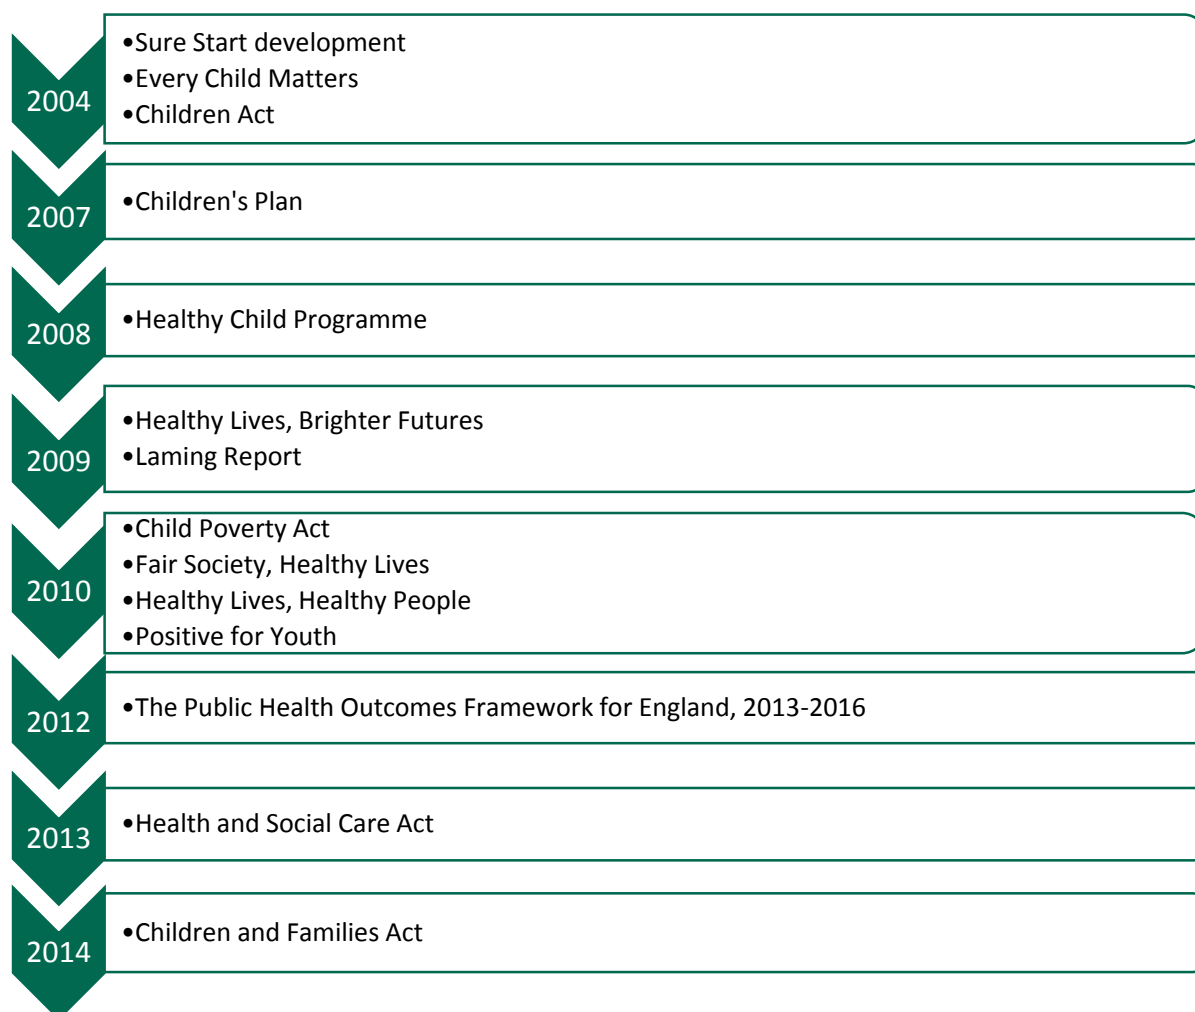 2004
•Sure Start development
•Every Child Matters
•Children Act
2007
•Children's Plan
2008
•Healthy Child Programme
2009
•Healthy Lives, Brighter Futures
•Laming Report
2010
•Child Poverty Act
•Fair Society, Healthy Lives
•Healthy Lives, Healthy People
•Positive for Youth
2012
•The Public Health Outcomes Framework for England, 2013-2016
2013
•Health and Social Care Act
2014
•Children and Families Act